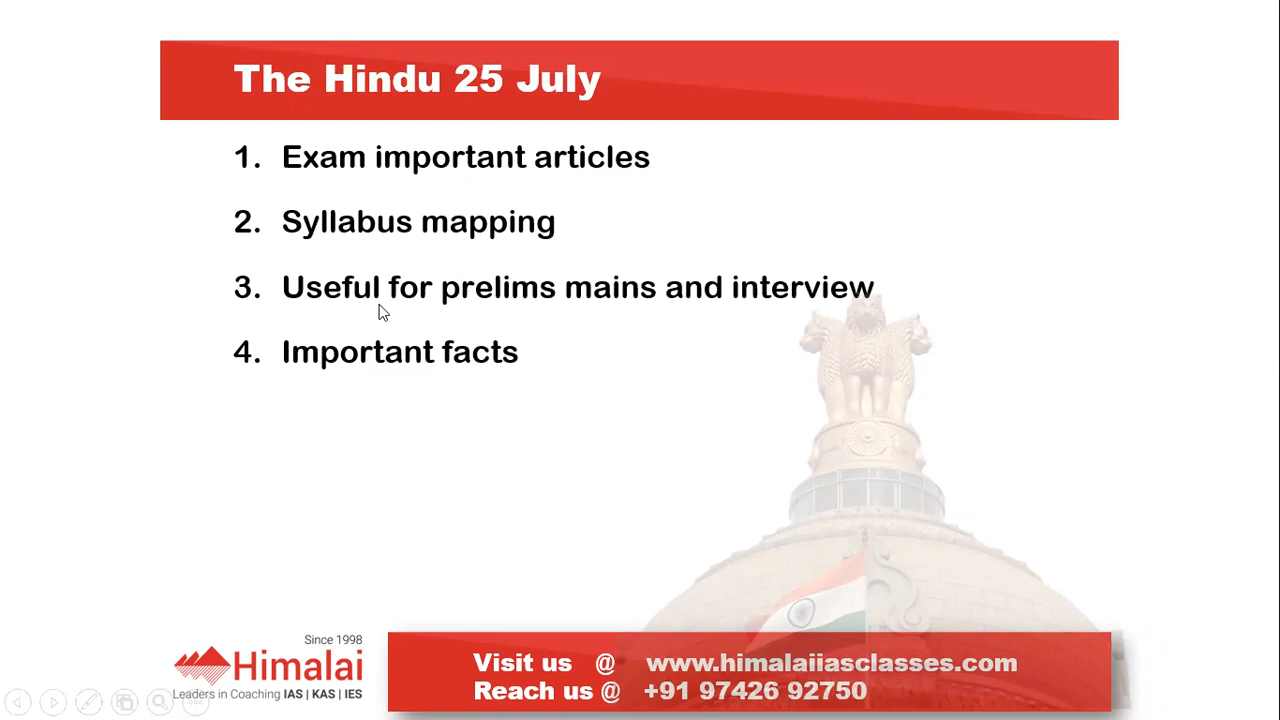 The Hindu 25 July
1. Exam important articles
2. Syllabus mapping
3. Useful for prelims mains and interview
4. Important facts
Since 1998
Himalai
Leaders in Coaching IAS | KAS | IES
Visit us @ www.himalaiiasclasses.com
Reach us @ +91 97426 92750